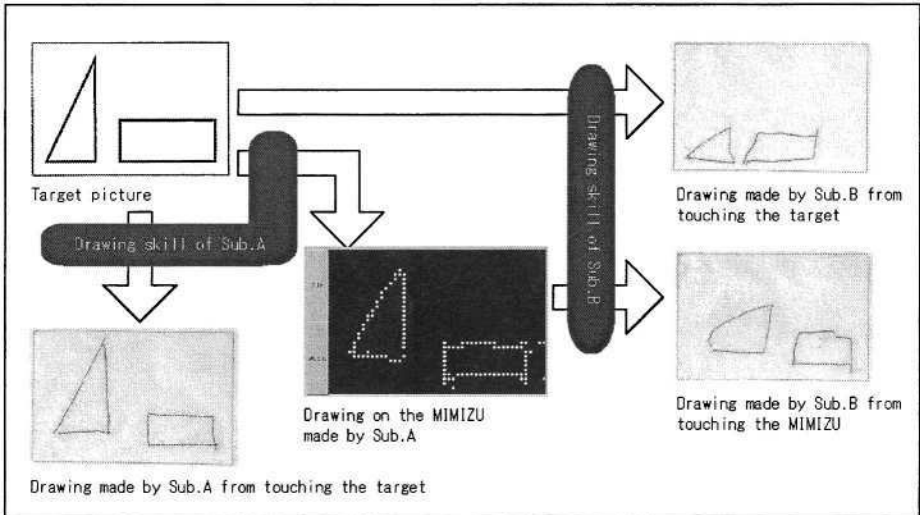 Target picture
Drawing skill of Sub.A
Drawing skill of Sub.B
Drawing made by Sub.B from
touching the target
Drawing on the MIMIZU
made by Sub.A
Drawing made by Sub.B from
touching the MIMIZU
Drawing made by Sub.A from touching the target